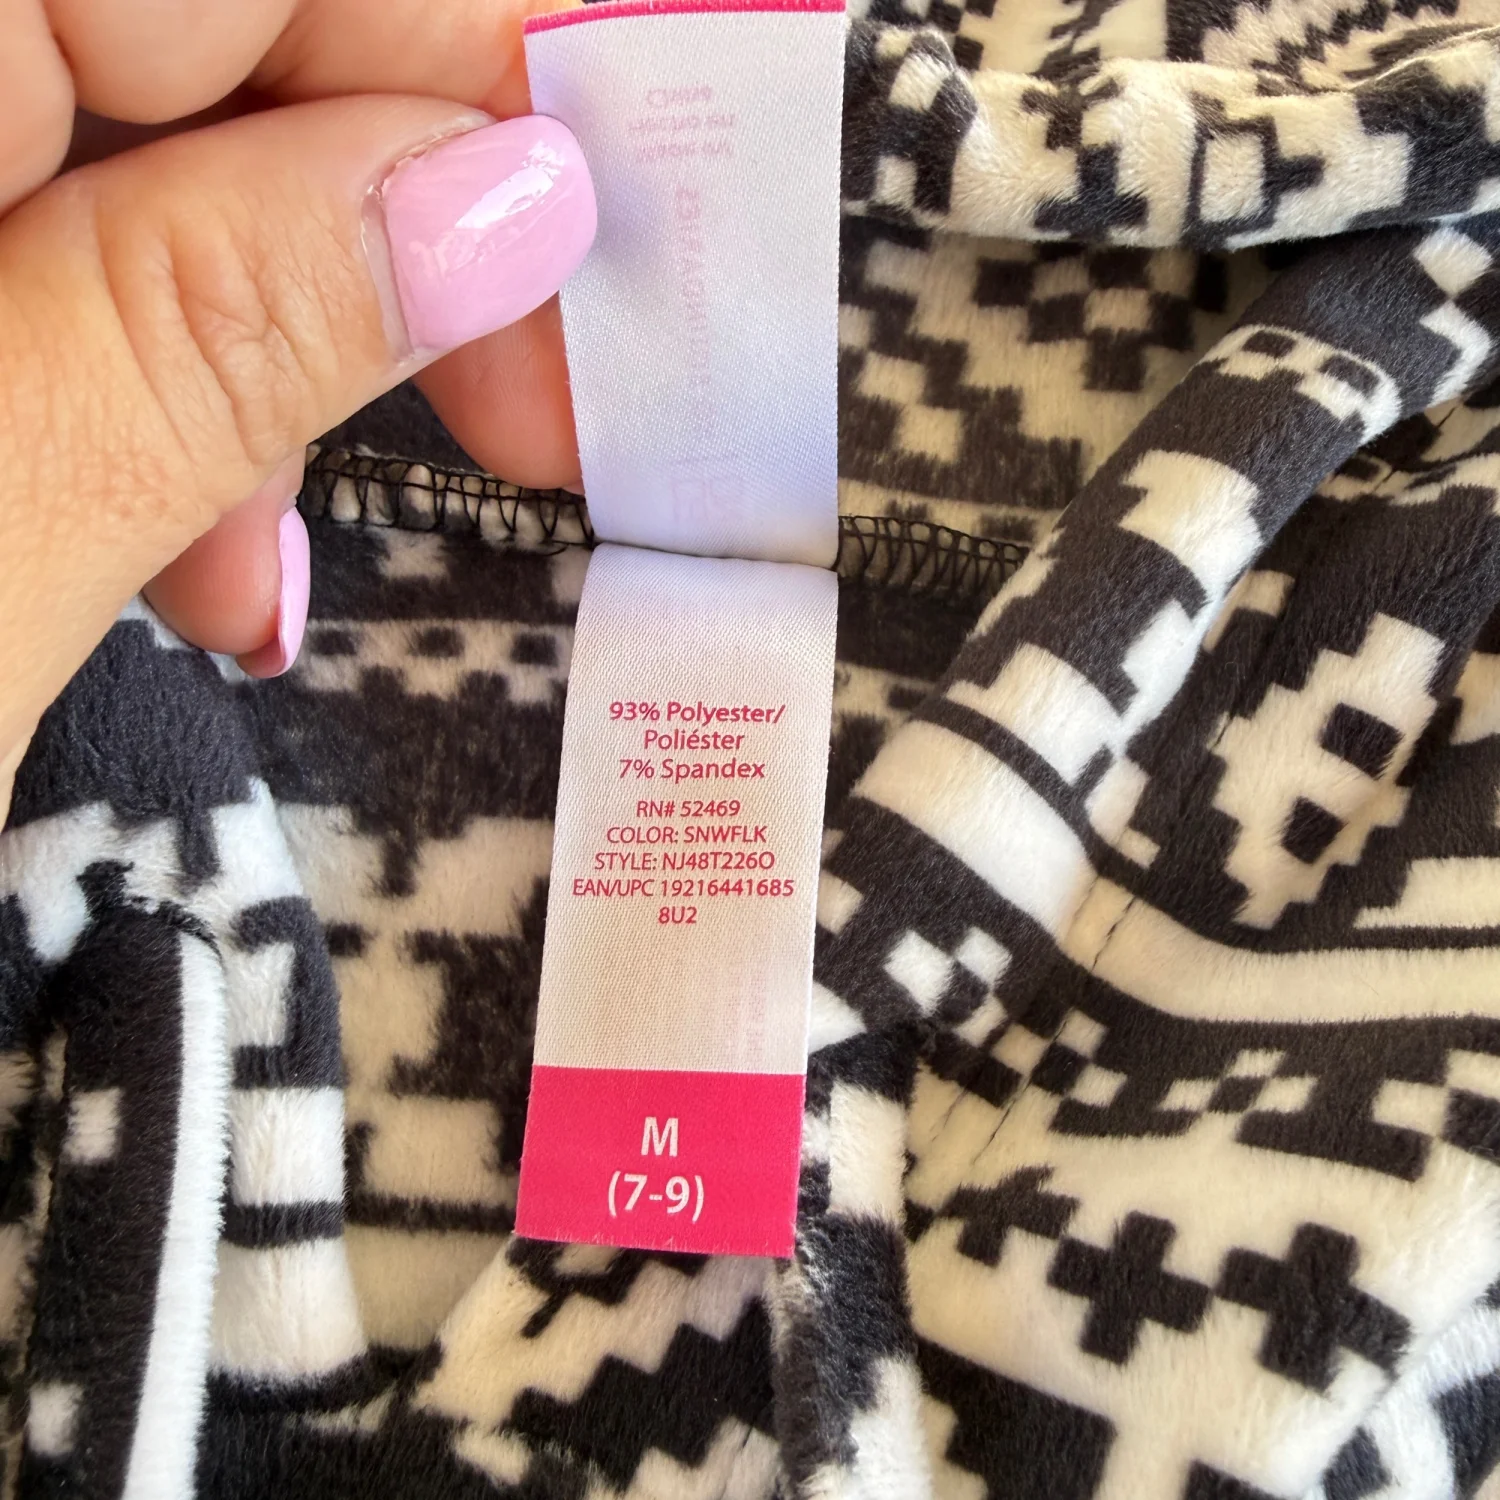 93% Polyester/
Poliéster
7% Spandex
RN# 52469
COLOR: SNWFLK
STYLE: NJ48T226O
EAN/UPC 19216441685
8U2
M
(7-9)